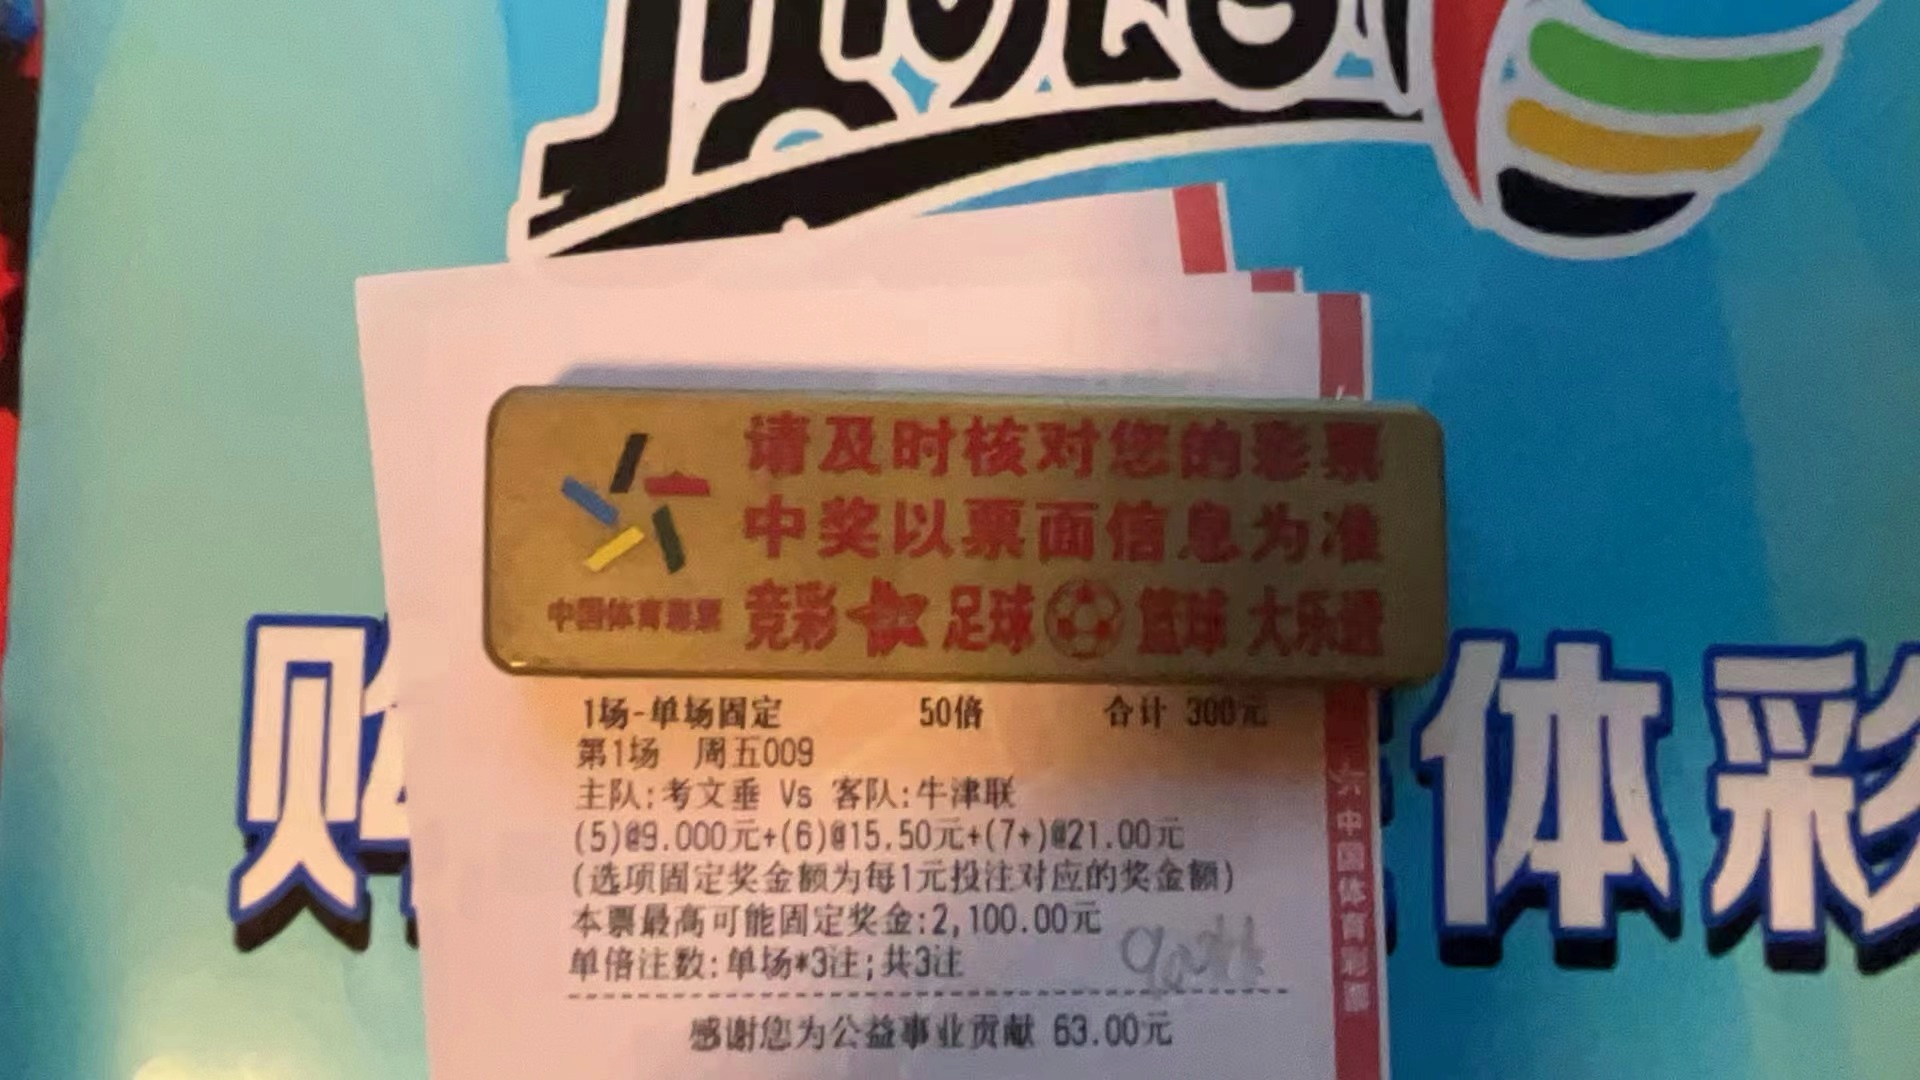 请及时核对您的彩票
中奖以票面信息为准
中国体育彩票
竞彩 足球 篮球 大乐透
1场-单场固定 50倍 合计 300元
第1场 周五009
主队:考文垂 Vs 客队:牛津联
(5)@9.000元+(6)@15.50元+(7+)@21.00元
(选项固定奖金额为每1元投注对应的奖金额)
本票最高可能固定奖金:2,100.00元
单倍注数:单场*3注;共3注
感谢您为公益事业贡献 63.00元
中国体育彩票
体彩